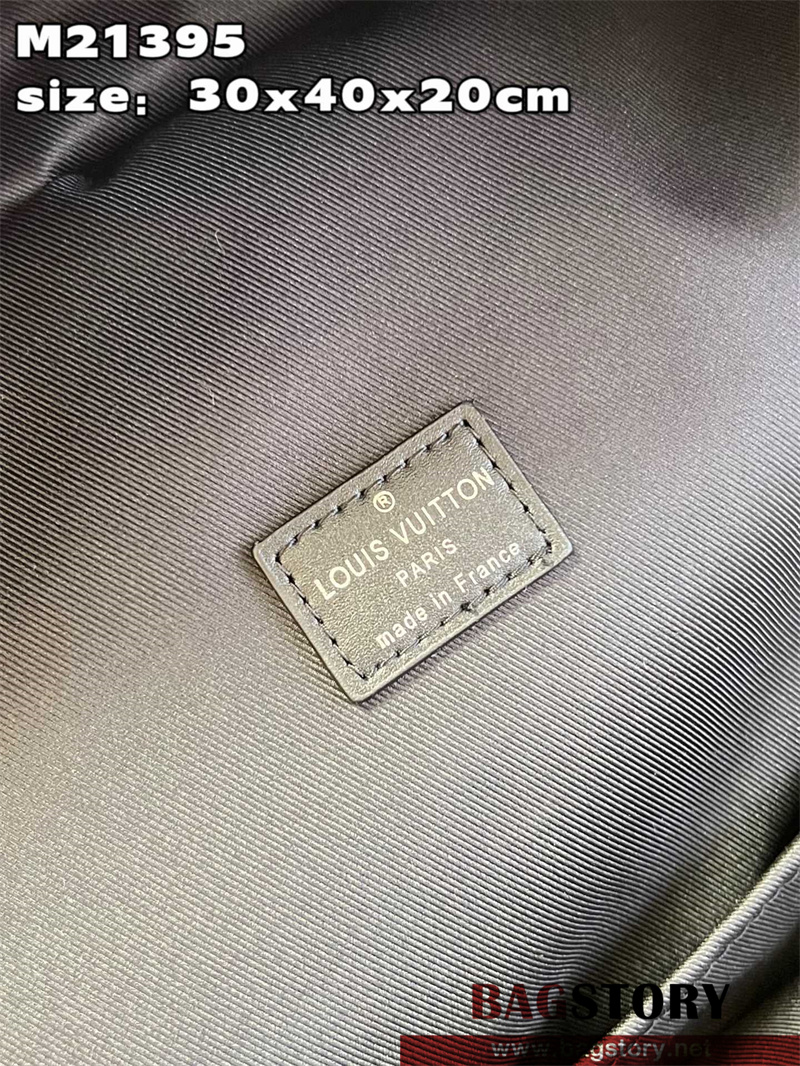 M21395
size：30x40x20cm
®
LOUIS VUITTON
PARIS
made in France
BAGSTORY
www.bagstory.net